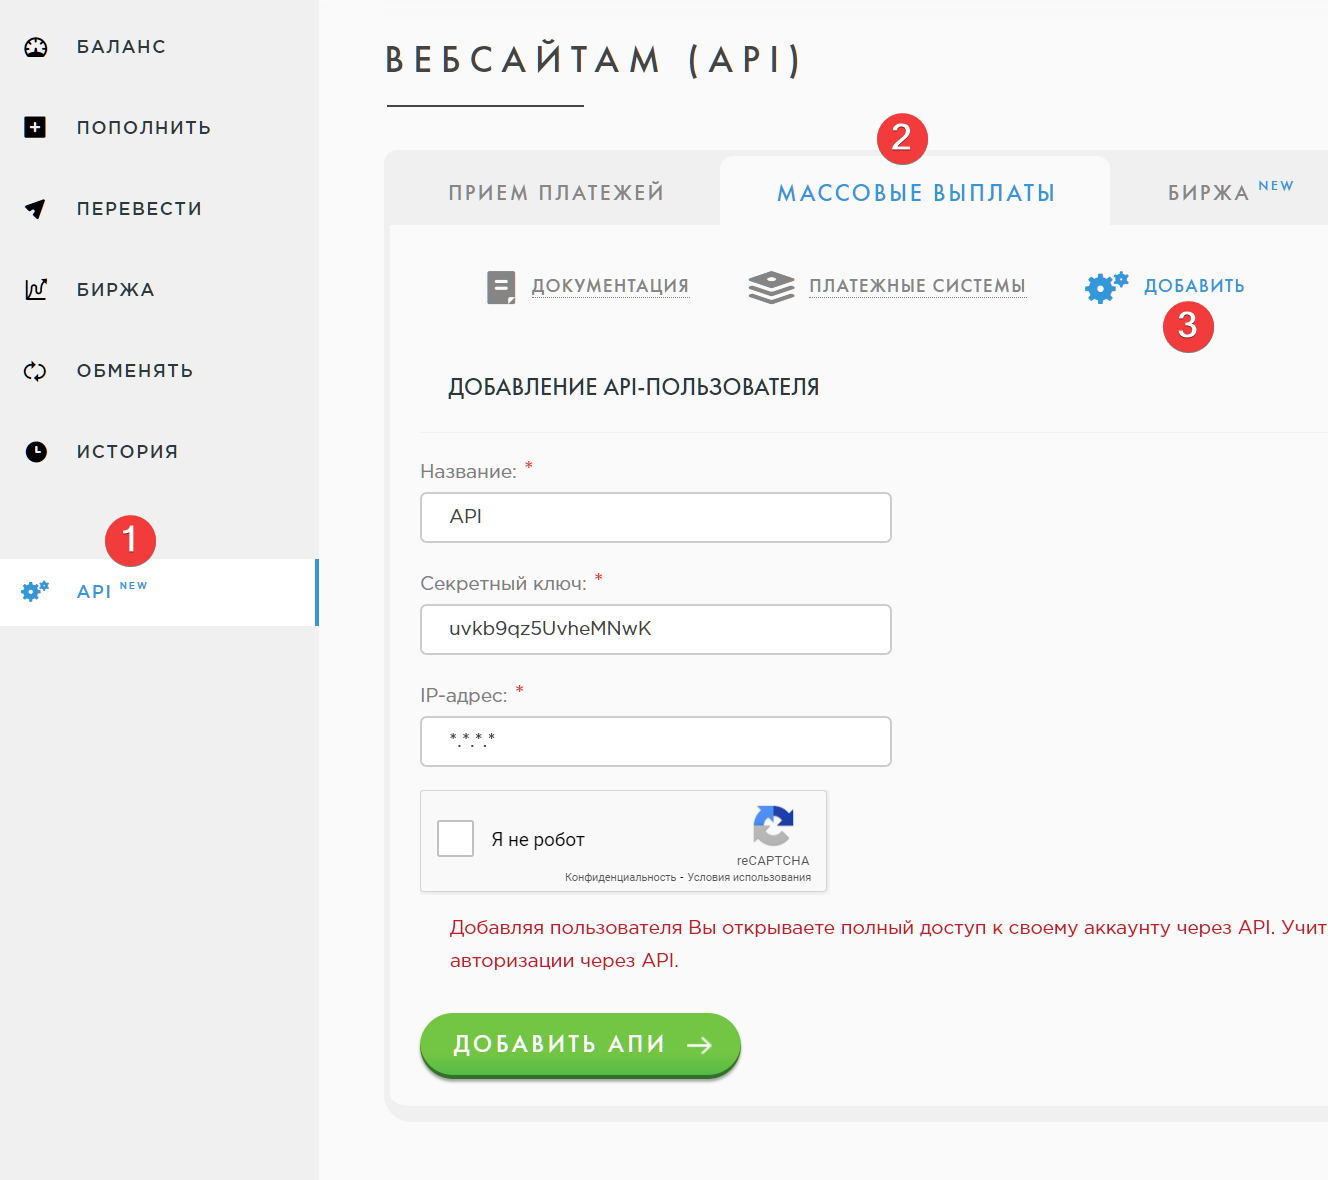 БАЛАНС
ПОПОЛНИТЬ
ПЕРЕВЕСТИ
БИРЖА
ОБМЕНЯТЬ
ИСТОРИЯ
1
API NEW
ВЕБСАЙТАМ (API)
2
ПРИЕМ ПЛАТЕЖЕЙ МАССОВЫЕ ВЫПЛАТЫ БИРЖА NEW
ДОКУМЕНТАЦИЯ ПЛАТЕЖНЫЕ СИСТЕМЫ ДОБАВИТЬ
3
ДОБАВЛЕНИЕ API-ПОЛЬЗОВАТЕЛЯ
Название: *
API
Секретный ключ: *
uvkb9qz5UvheMNwK
IP-адрес: *
*.*.*.*
Я не робот
reCAPTCHA
Конфиденциальность - Условия использования
Добавляя пользователя Вы открываете полный доступ к своему аккаунту через API. Учит
авторизации через API.
ДОБАВИТЬ АПИ →